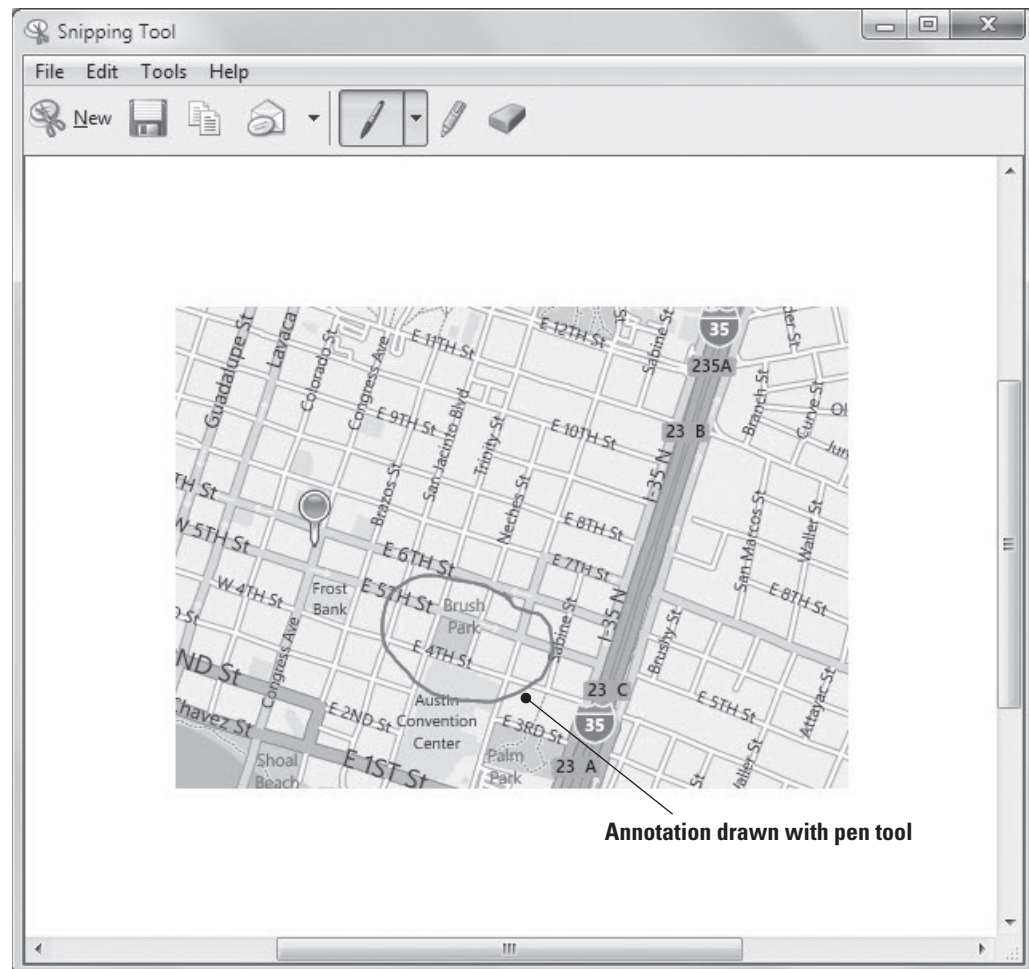 Snipping Tool
File Edit Tools Help
New
35
E 12TH St
Sabine St
der St
Guadalupe St
Lavaca
Colorado St
Congress Ave
E 11TH St
235A
Branch St
Curve St
Ol
Jun
E 9TH St
San Jacinto Blvd
Trinity St
E 10TH St
23 B
I-35 N
TH St
Brazos St
Neches St
E 8TH St
San Marcos St
Waller St
W 5TH St
E 6TH St
E 7TH St
E 8TH St
W 4TH St
Frost
Bank
E 5TH St
Brush
Park
Sabine St
I-35 N
Brushy St
E 4TH St
ND St
Congress Ave
23 C
E 5TH St
Attayac St
Austin
Convention
Center
Chavez St
E 2ND St
E 3RD St
35
Waller St
St
Shoal
Beach
E 1ST St
Palm
Park
23 A
Annotation drawn with pen tool